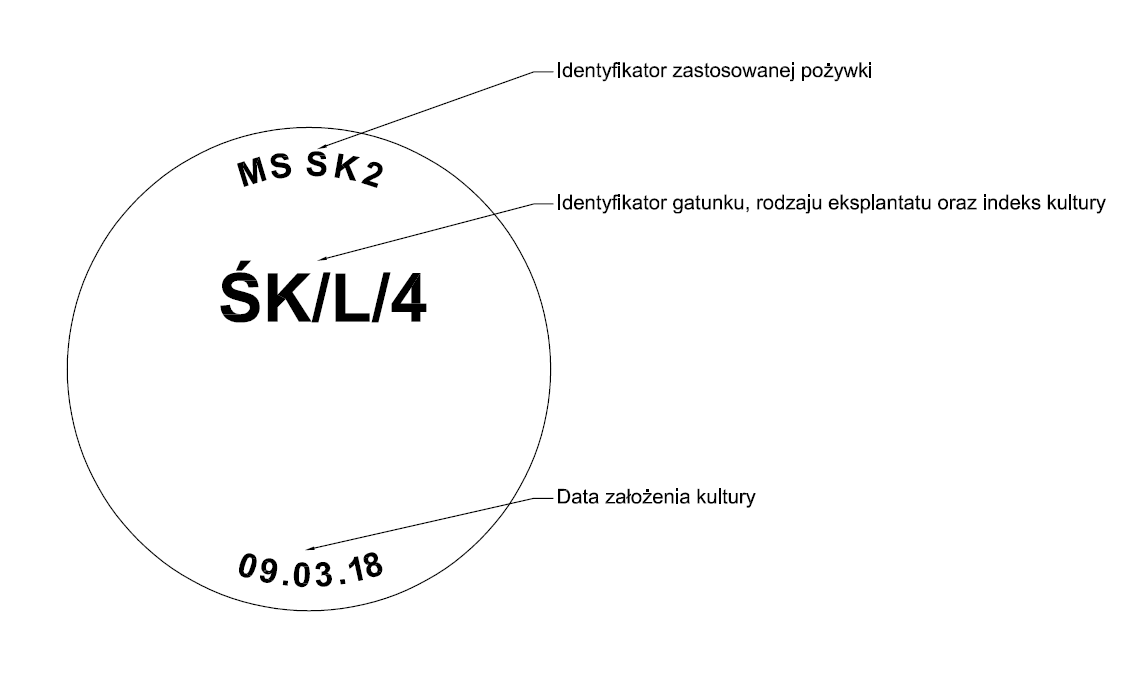 Identyfikator zastosowanej pożywki
MS SK2
Identyfikator gatunku, rodzaju eksplantatu oraz indeks kultury
ŚK/L/4
Data założenia kultury
09.03.18